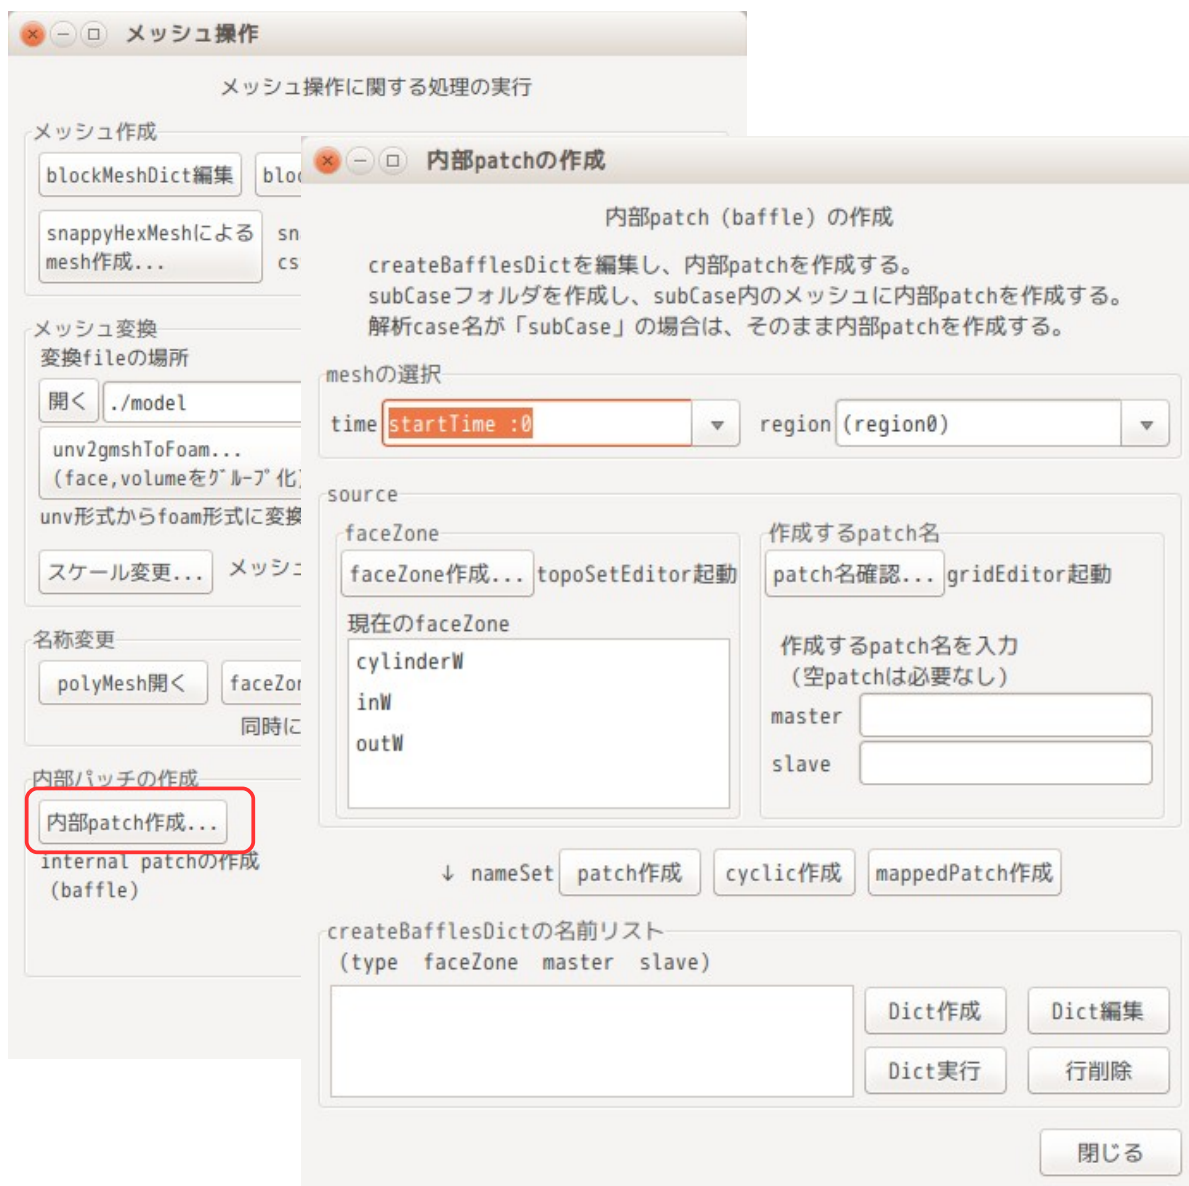 メッシュ操作
メッシュ操作に関する処理の実行
メッシュ作成
blockMeshDict編集
snappyHexMeshによる
mesh作成...
メッシュ変換
変換fileの場所
開く ./model
unv2gmshToFoam...
(face,volumeをグループ化)
unv形式からfoam形式に変換
スケール変更... メッシュ
名称変更
polyMesh開く
同時に
内部パッチの作成
内部patch作成...
internal patchの作成
(baffle)
内部patchの作成
内部patch (baffle) の作成
createBafflesDictを編集し、内部patchを作成する。
subCaseフォルダを作成し、subCase内のメッシュに内部patchを作成する。
解析case名が「subCase」の場合は、そのまま内部patchを作成する。
meshの選択
time startTime :0 region (region0)
source
faceZone
faceZone作成... topoSetEditor起動
現在のfaceZone
cylinderW
inW
outW
作成するpatch名
patch名確認... gridEditor起動
作成するpatch名を入力
(空patchは必要なし)
master
slave
↓ nameSet patch作成 cyclic作成 mappedPatch作成
createBafflesDictの名前リスト
(type faceZone master slave)
Dict作成 Dict編集
Dict実行 行削除
閉じる